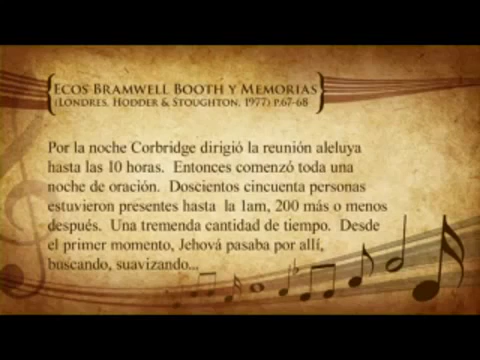 ECOS BRAMWELL BOOTH Y MEMORIAS
(LONDRES, HODDER & STOUGHTON, 1977) P.67-68
Por la noche Corbridge dirigió la reunión aleluya
hasta las 10 horas. Entonces comenzó toda una
noche de oración. Doscientos cincuenta personas
estuvieron presentes hasta la 1am, 200 más o menos
después. Una tremenda cantidad de tiempo. Desde
el primer momento, Jehová pasaba por allí,
buscando, suavizando...